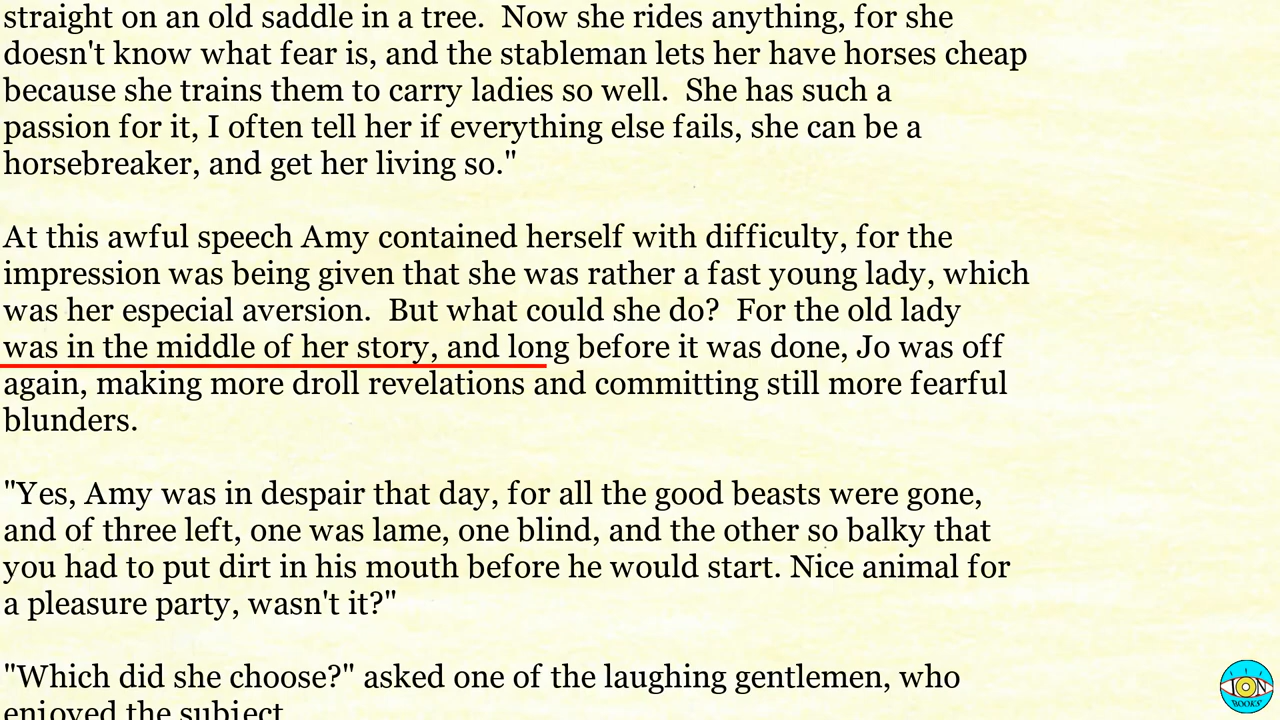 straight on an old saddle in a tree.  Now she rides anything, for she
doesn't know what fear is, and the stableman lets her have horses cheap
because she trains them to carry ladies so well.  She has such a
passion for it, I often tell her if everything else fails, she can be a
horsebreaker, and get her living so."
At this awful speech Amy contained herself with difficulty, for the
impression was being given that she was rather a fast young lady, which
was her especial aversion.  But what could she do?  For the old lady
was in the middle of her story, and long before it was done, Jo was off
again, making more droll revelations and committing still more fearful
blunders.
"Yes, Amy was in despair that day, for all the good beasts were gone,
and of three left, one was lame, one blind, and the other so balky that
you had to put dirt in his mouth before he would start. Nice animal for
a pleasure party, wasn't it?"
"Which did she choose?" asked one of the laughing gentlemen, who
enjoyed the subject.
ION
BOOKS